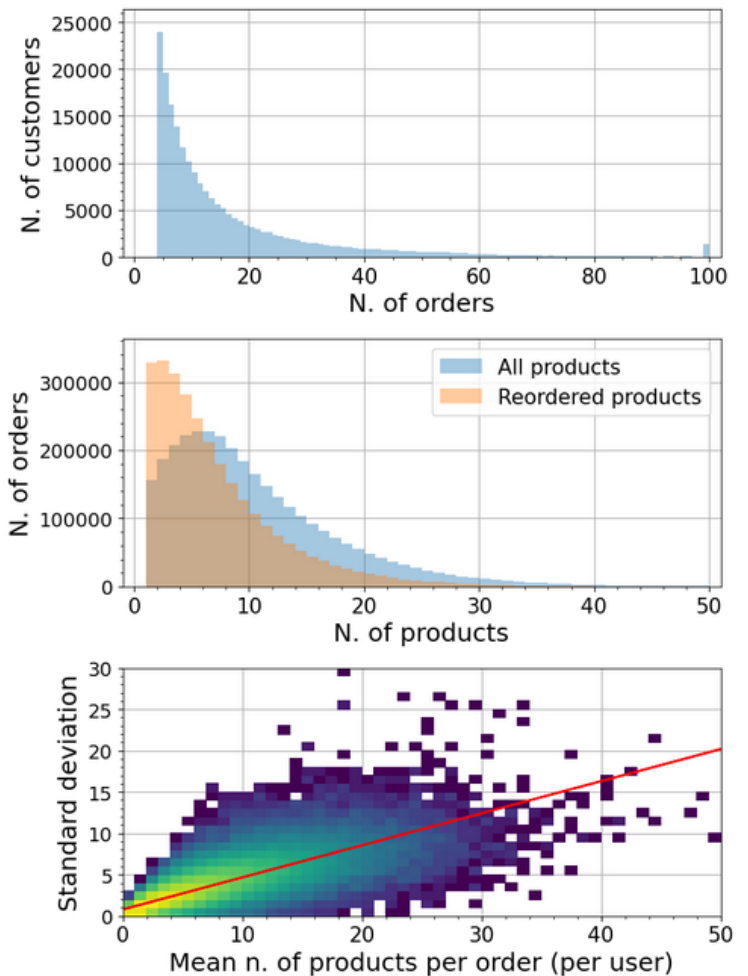 25000
20000
15000
10000
5000
0
N. of customers
0 20 40 60 80 100
N. of orders
300000
200000
100000
0
N. of orders
All products
Reordered products
0 10 20 30 40 50
N. of products
30
25
20
15
10
5
0
Standard deviation
0 10 20 30 40 50
Mean n. of products per order (per user)